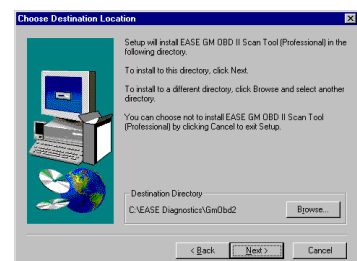 Choose Destination Location
Setup will install EASE GM OBD II Scan Tool (Professional) in the
following directory.
To install to this directory, click Next.
To install to a different directory, click Browse and select another
directory.
You can choose not to install EASE GM OBD II Scan Tool
(Professional) by clicking Cancel to exit Setup.
Destination Directory
C:\EASE Diagnostics\GmObd2
Browse...
< Back
Next >
Cancel